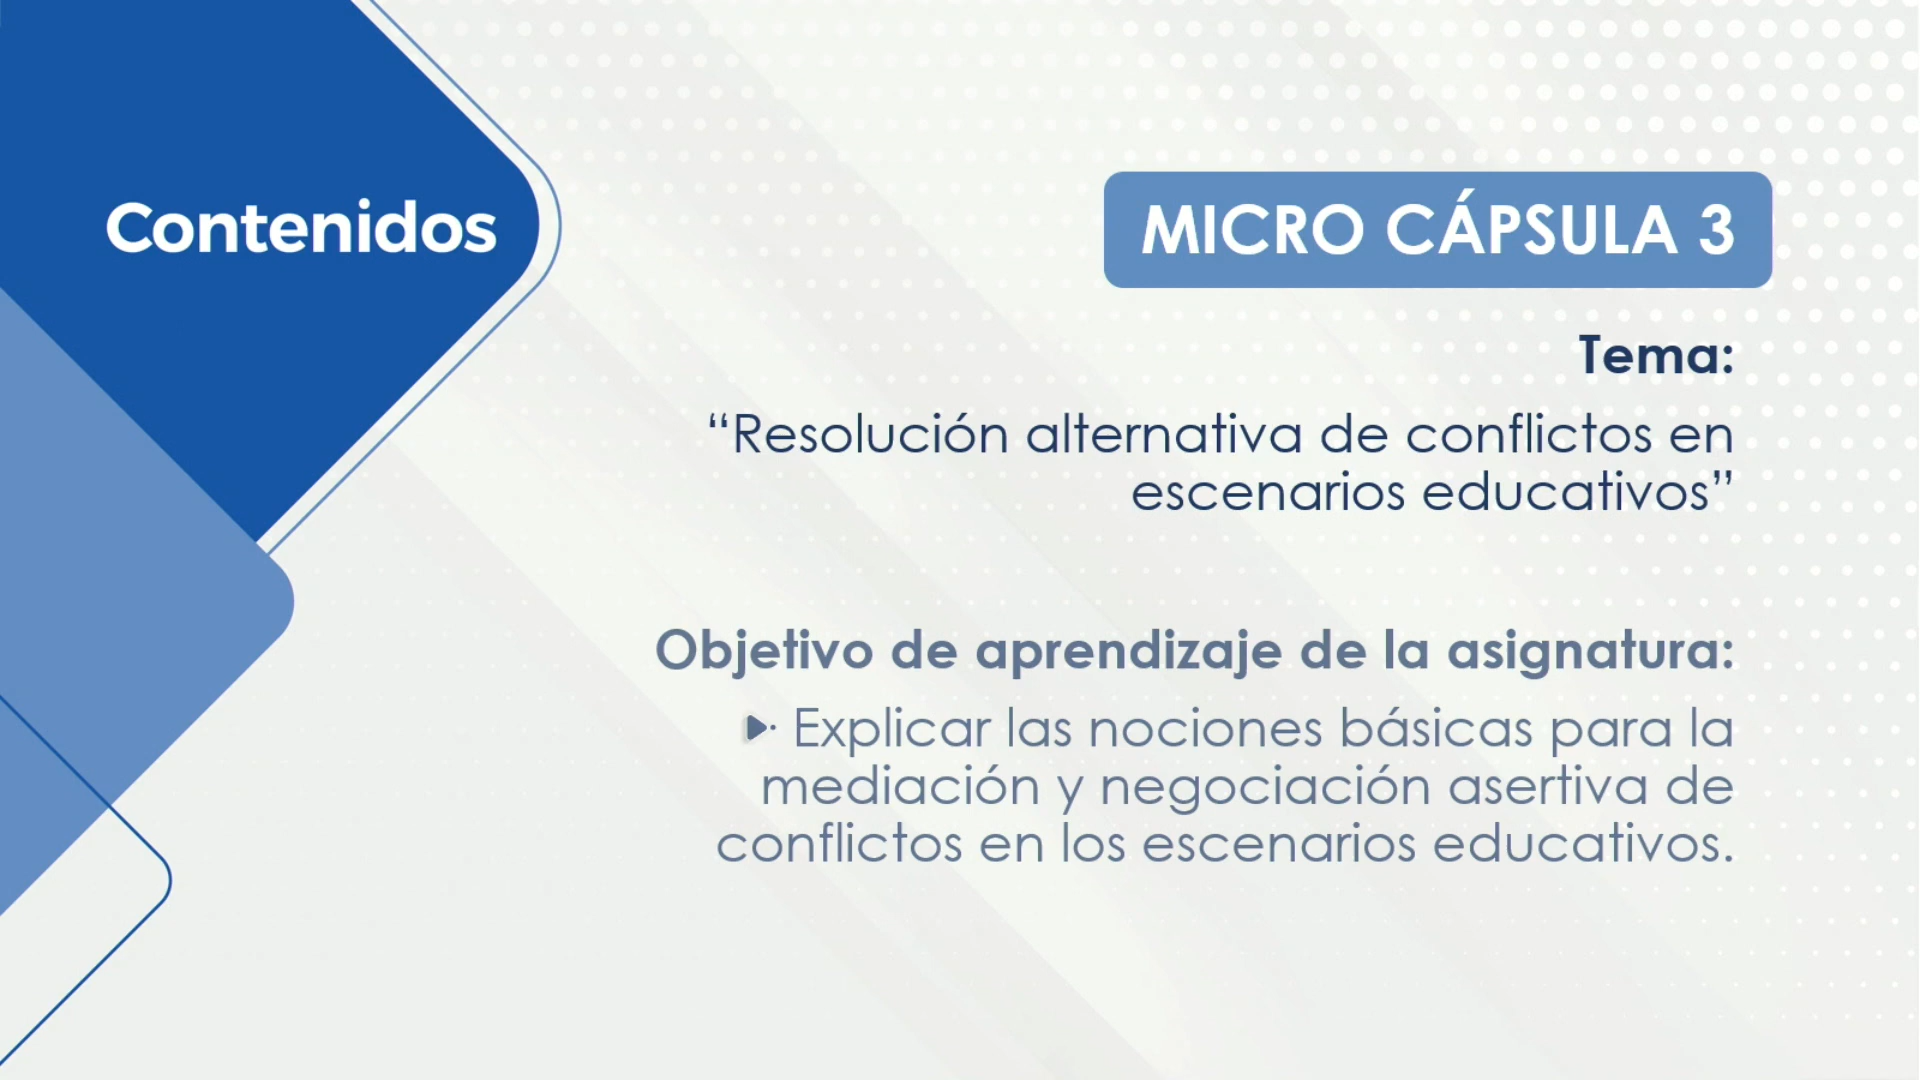 Contenidos
MICRO CÁPSULA 3
Tema:
“Resolución alternativa de conflictos en
escenarios educativos”
Objetivo de aprendizaje de la asignatura:
· Explicar las nociones básicas para la
mediación y negociación asertiva de
conflictos en los escenarios educativos.